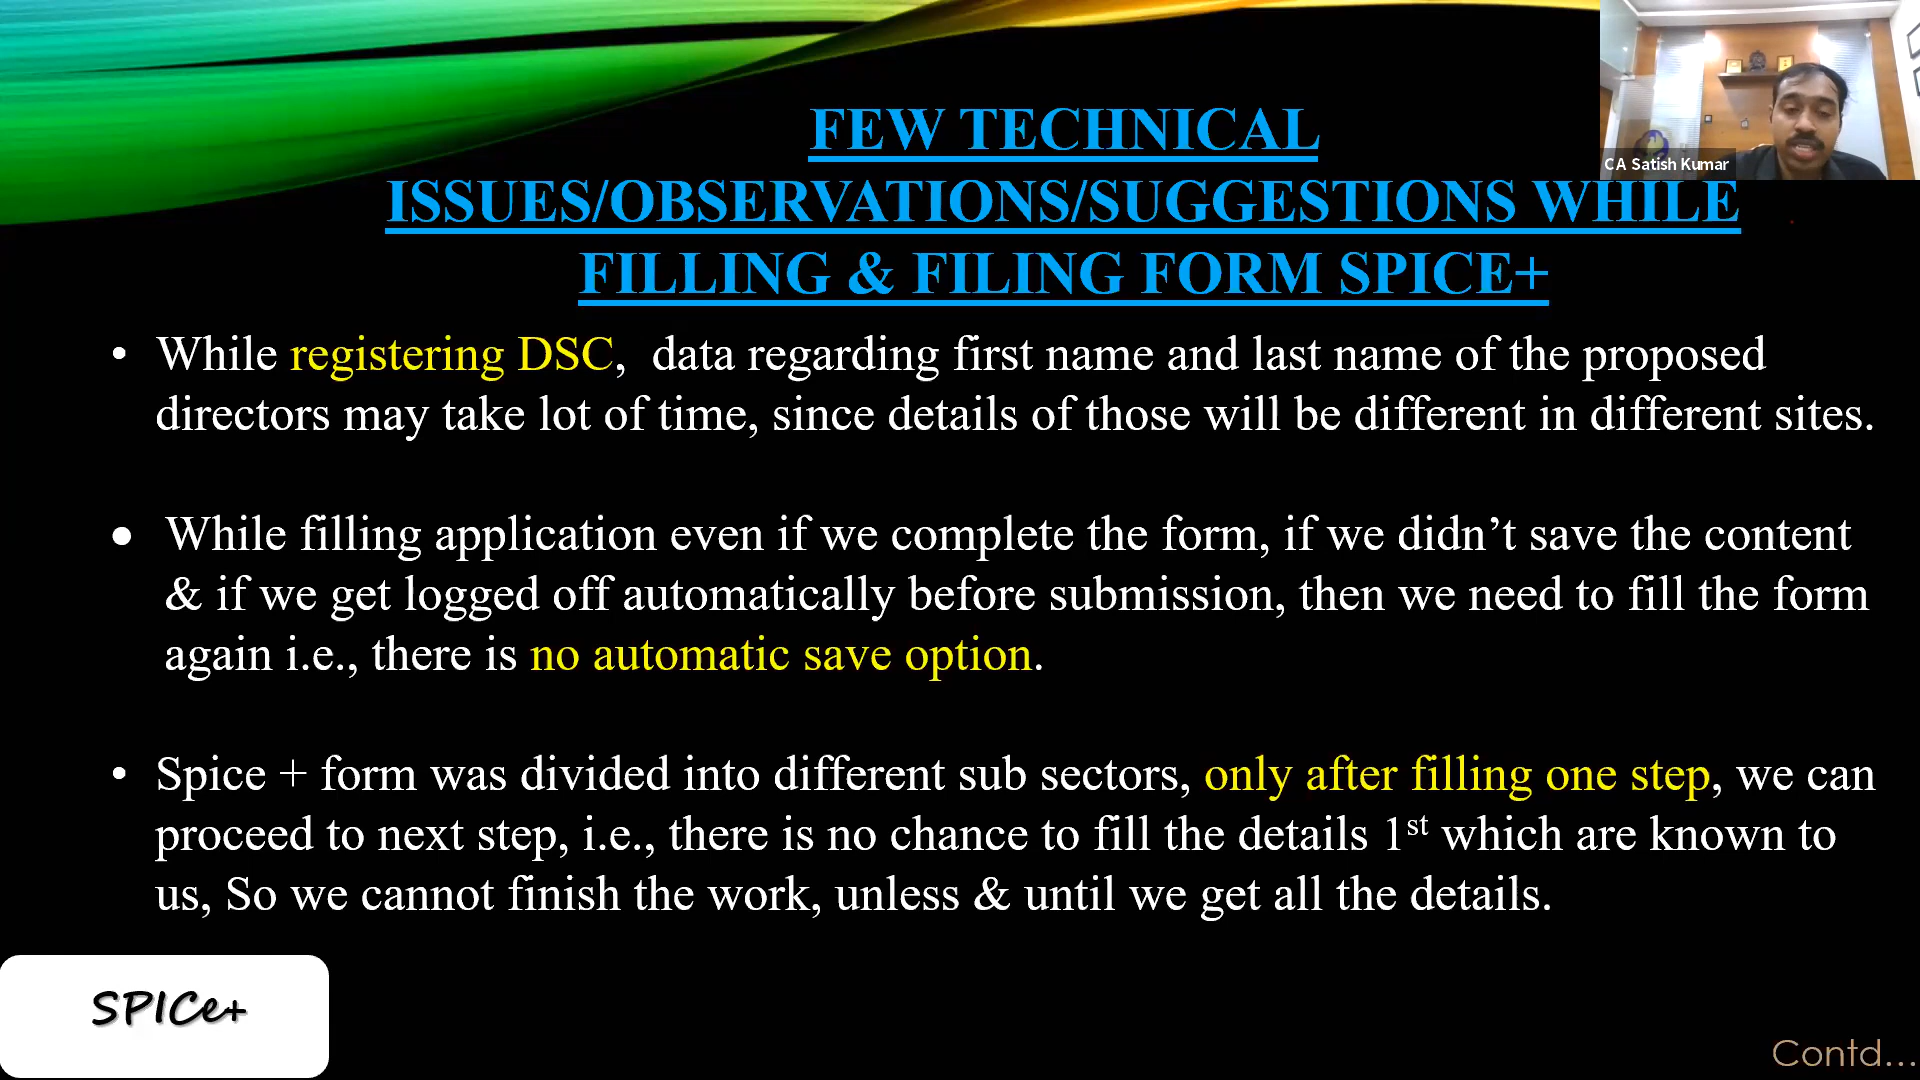 CA Satish Kumar
FEW TECHNICAL
ISSUES/OBSERVATIONS/SUGGESTIONS WHILE
FILLING & FILING FORM SPICE+
• While registering DSC, data regarding first name and last name of the proposed
directors may take lot of time, since details of those will be different in different sites.
• While filling application even if we complete the form, if we didn’t save the content
& if we get logged off automatically before submission, then we need to fill the form
again i.e., there is no automatic save option.
• Spice + form was divided into different sub sectors, only after filling one step, we can
proceed to next step, i.e., there is no chance to fill the details 1st which are known to
us, So we cannot finish the work, unless & until we get all the details.
SPICe+
Contd...